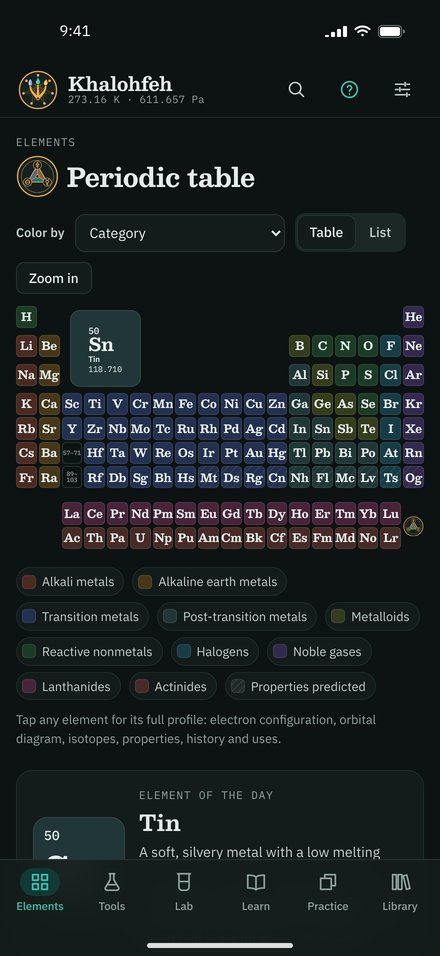 9:41
Khalohfeh
273.16 K · 611.657 Pa
ELEMENTS
Periodic table
Color by Category Table List
Zoom in
H He
50
Sn
Tin
118.710
Li Be B C N O F Ne
Na Mg Al Si P S Cl Ar
K Ca Sc Ti V Cr Mn Fe Co Ni Cu Zn Ga Ge As Se Br Kr
Rb Sr Y Zr Nb Mo Tc Ru Rh Pd Ag Cd In Sn Sb Te I Xe
Cs Ba 57–71 Hf Ta W Re Os Ir Pt Au Hg Tl Pb Bi Po At Rn
Fr Ra 89–103 Rf Db Sg Bh Hs Mt Ds Rg Cn Nh Fl Mc Lv Ts Og
La Ce Pr Nd Pm Sm Eu Gd Tb Dy Ho Er Tm Yb Lu
Ac Th Pa U Np Pu Am Cm Bk Cf Es Fm Md No Lr
Alkali metals Alkaline earth metals
Transition metals Post-transition metals Metalloids
Reactive nonmetals Halogens Noble gases
Lanthanides Actinides Properties predicted
Tap any element for its full profile: electron configuration, orbital
diagram, isotopes, properties, history and uses.
ELEMENT OF THE DAY
50
Tin
A soft, silvery metal with a low melting
Elements Tools Lab Learn Practice Library